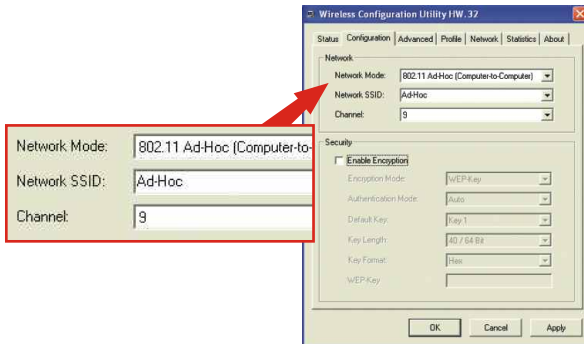 Wireless Configuration Utility HW.32
Status Configuration Advanced Profile Network Statistics About
Network
Network Mode: 802.11 Ad-Hoc (Computer-to-Computer)
Network SSID: Ad-Hoc
Channel: 9
Network Mode: 802.11 Ad-Hoc (Computer-to-
Network SSID: Ad-Hoc
Channel: 9
Security
Enable Encryption
Encryption Mode: WEP-Key
Authentication Mode: Auto
Default Key: Key 1
Key Length: 40 / 64 Bit
Key Format: Hex
WEP-Key
OK Cancel Apply